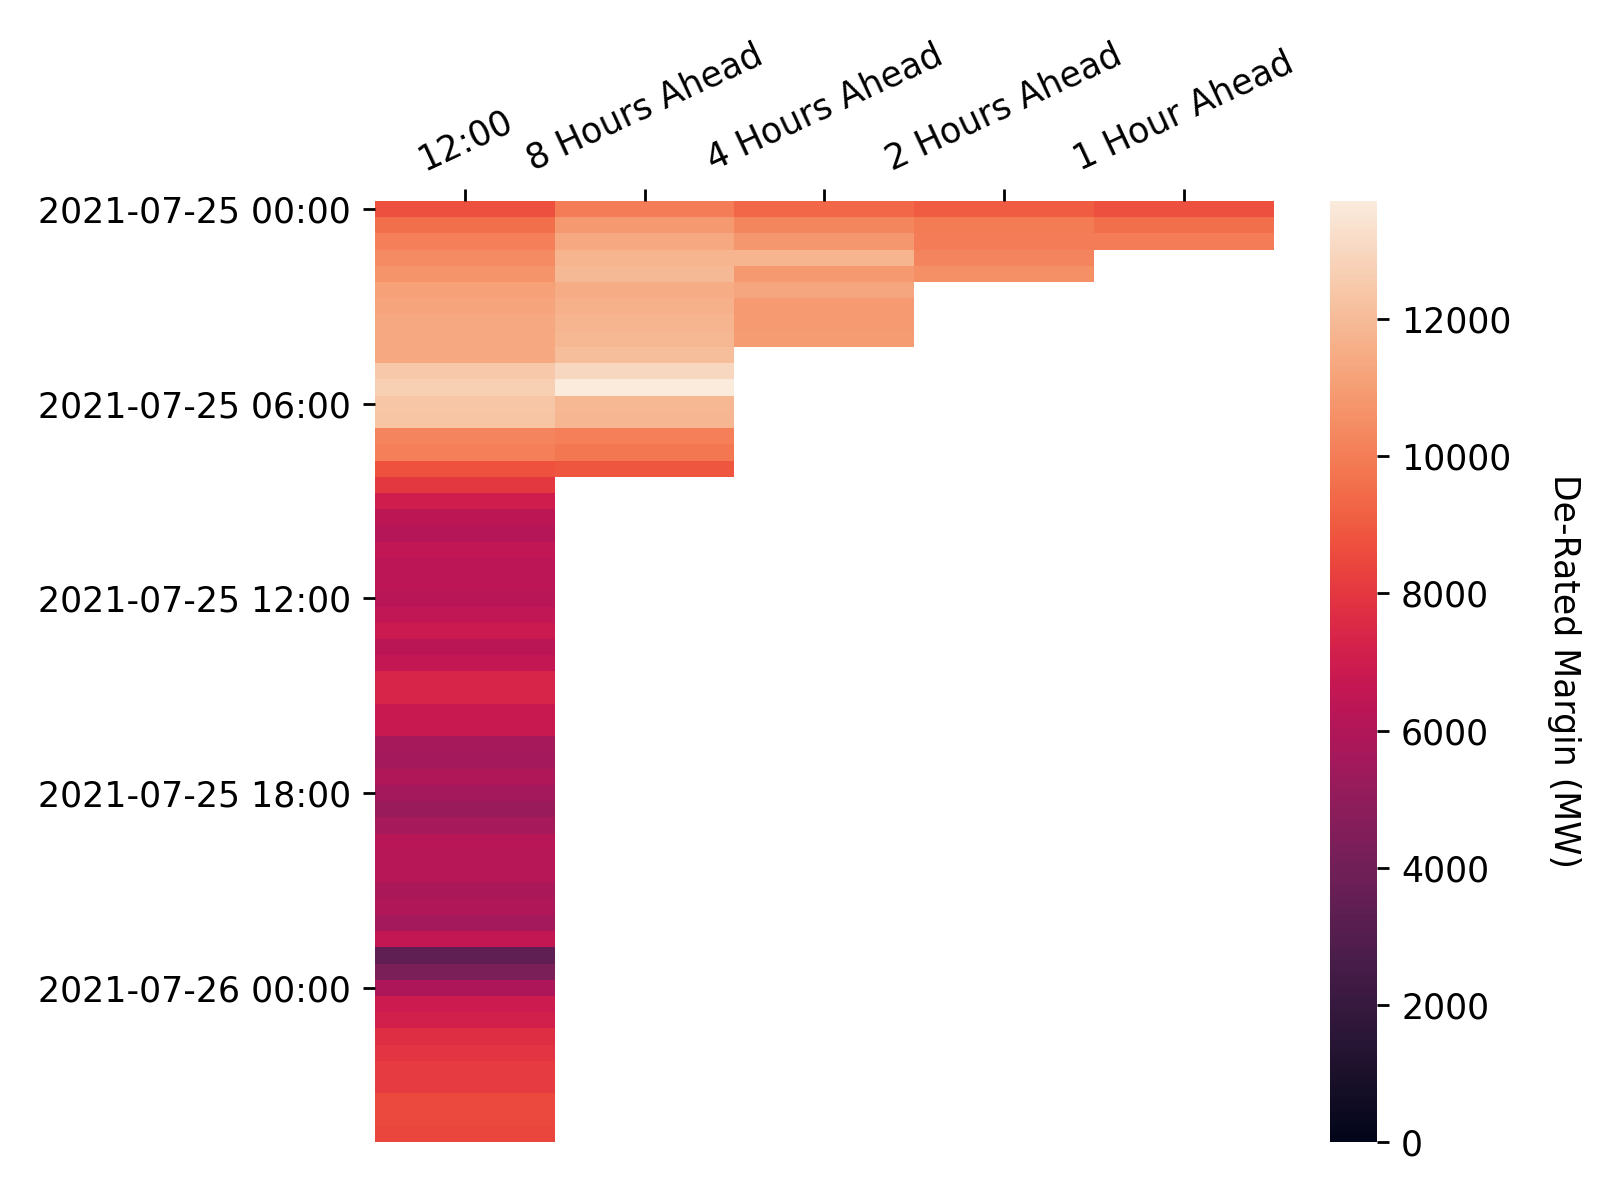 12:00
8 Hours Ahead
4 Hours Ahead
2 Hours Ahead
1 Hour Ahead
2021-07-25 00:00
2021-07-25 06:00
2021-07-25 12:00
2021-07-25 18:00
2021-07-26 00:00
12000
10000
8000
6000
4000
2000
0
De-Rated Margin (MW)